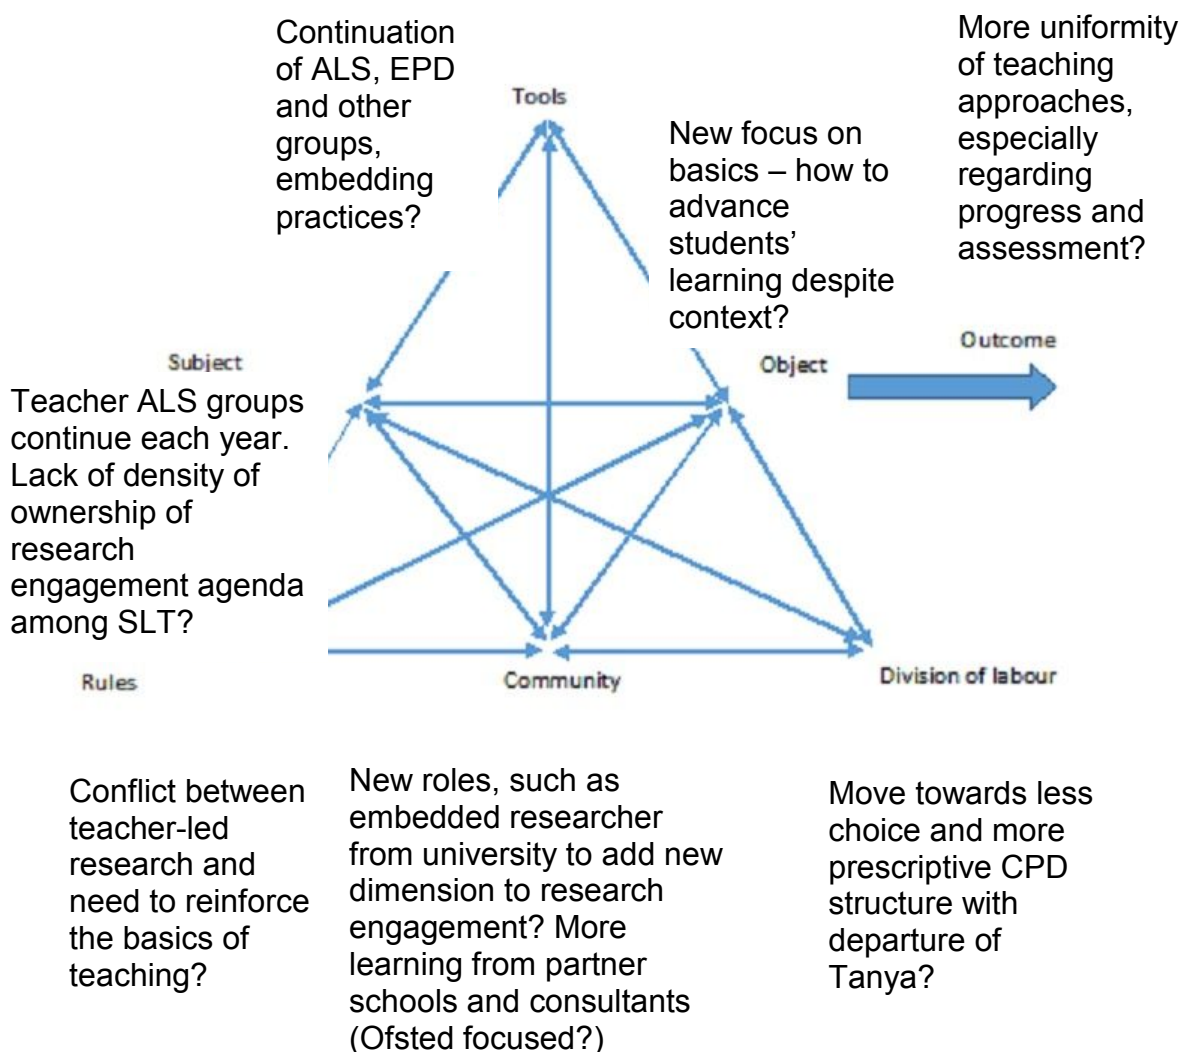 Continuation
of ALS, EPD
and other
groups,
embedding
practices?
Tools
New focus on
basics – how to
advance
students’
learning despite
context?
More uniformity
of teaching
approaches,
especially
regarding
progress and
assessment?
Subject
Teacher ALS groups
continue each year.
Lack of density of
ownership of
research
engagement agenda
among SLT?
Object
Outcome
Rules
Community
Division of labour
Conflict between
teacher-led
research and
need to reinforce
the basics of
teaching?
New roles, such as
embedded researcher
from university to add new
dimension to research
engagement? More
learning from partner
schools and consultants
(Ofsted focused?)
Move towards less
choice and more
prescriptive CPD
structure with
departure of
Tanya?